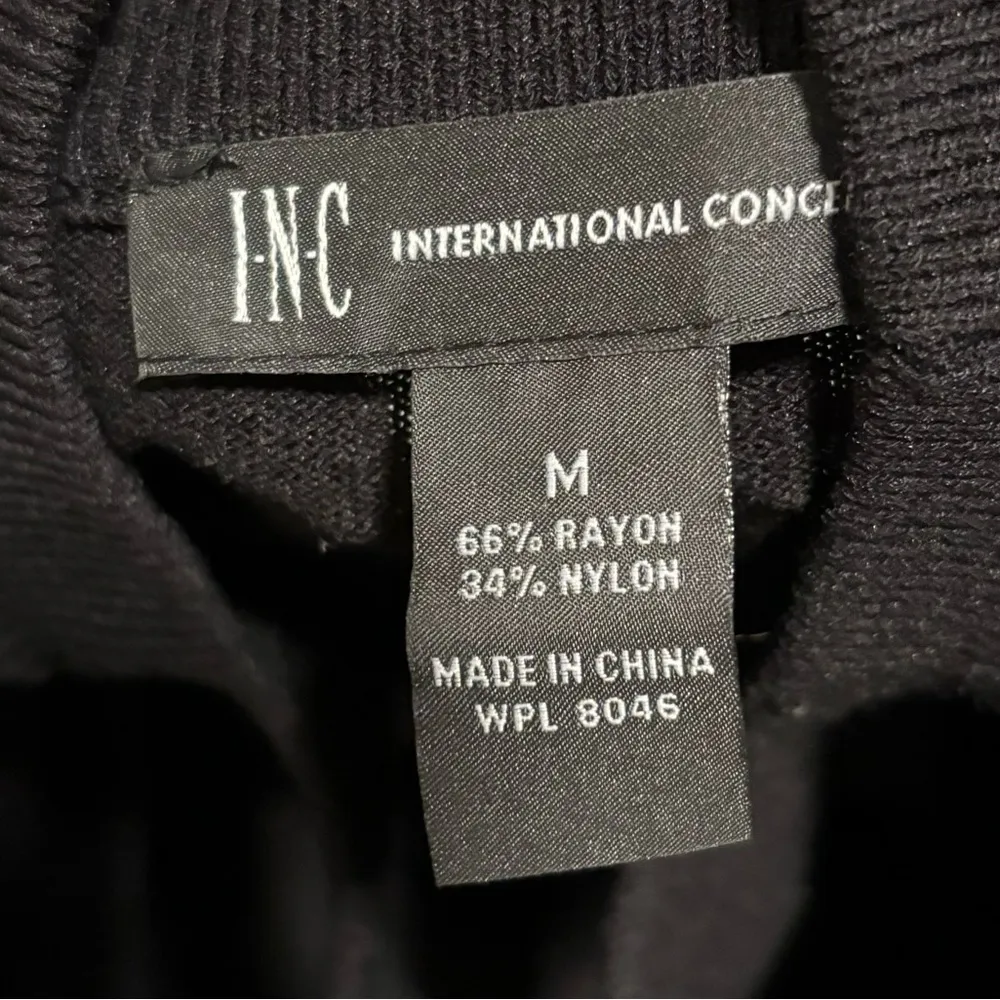 I·N·C INTERNATIONAL CONCE
M
66% RAYON
34% NYLON
MADE IN CHINA
WPL 8046